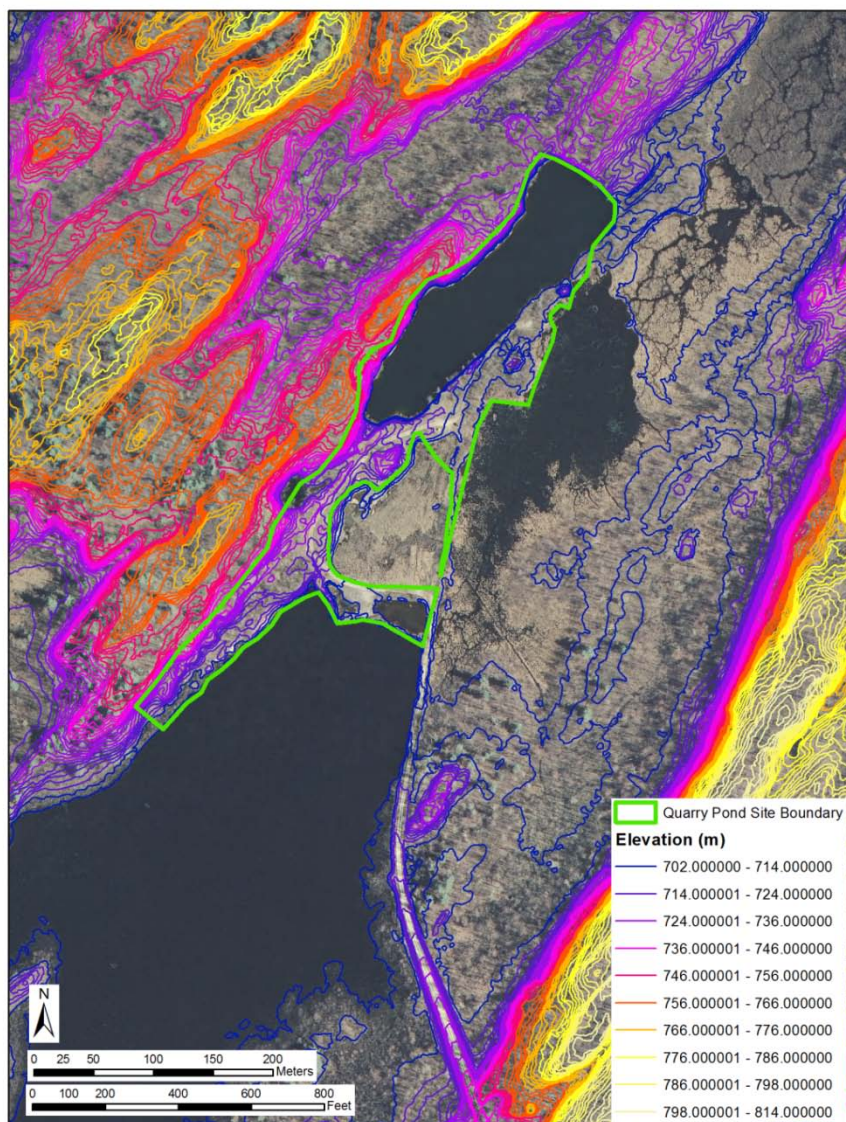 Quarry Pond Site Boundary
Elevation (m)
702.000000 - 714.000000
714.000001 - 724.000000
724.000001 - 736.000000
736.000001 - 746.000000
746.000001 - 756.000000
756.000001 - 766.000000
766.000001 - 776.000000
776.000001 - 786.000000
786.000001 - 798.000000
798.000001 - 814.000000
N
0 25 50 100 150 200
Meters
0 100 200 400 600 800
Feet